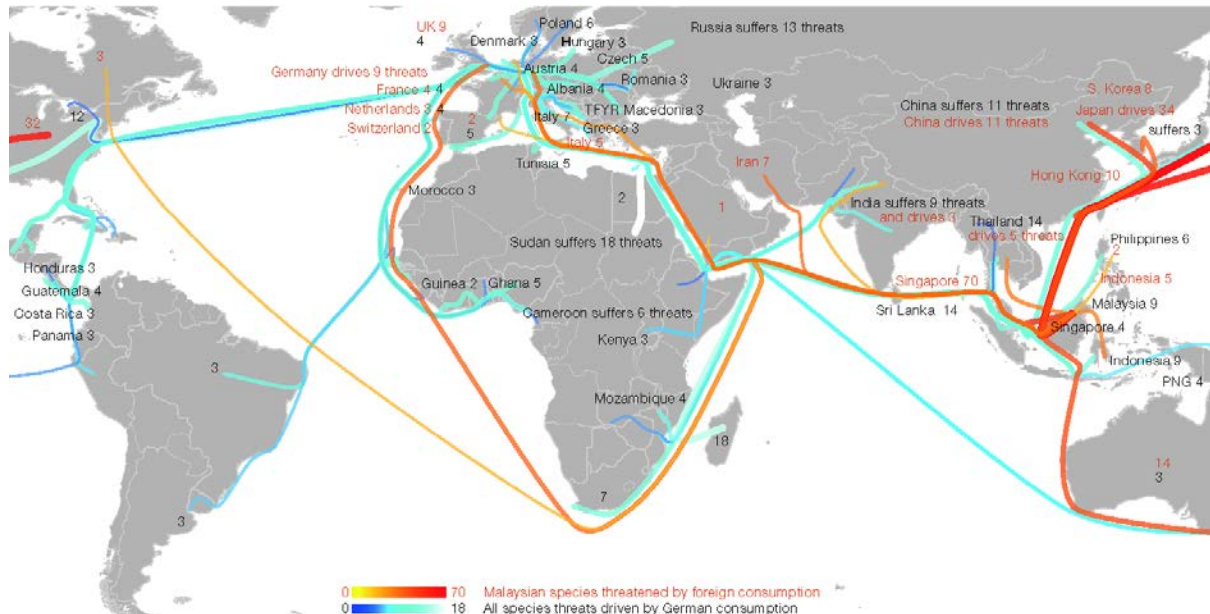 Poland 6
UK 9
4
Denmark 3
Hungary 3
Russia suffers 13 threats
3
Czech 5
Germany drives 9 threats
Austria 4
Romania 3
Ukraine 3
France 4 4
Albania 4
S. Korea 8
China suffers 11 threats
Japan drives 34
China drives 11 threats
Netherlands 3 4
TFYR Macedonia 3
32
12
Switzerland 2
2
5
Italy 7
Greece 3
suffers 3
Italy 5
Tunisia 5
Iran 7
Hong Kong 10
Morocco 3
2
1
India suffers 9 threats
and drives 3
Thailand 14
drives 5 threats
Philippines 6
2
Sudan suffers 18 threats
Honduras 3
Guatemala 4
Guinea 2
Ghana 5
Singapore 70
Indonesia 5
Malaysia 9
Costa Rica 3
Cameroon suffers 6 threats
Sri Lanka 14
Singapore 4
Panama 3
Kenya 3
Indonesia 9
3
PNG 4
Mozambique 4
18
14
3
7
3
0 70 Malaysian species threatened by foreign consumption
0 18 All species threats driven by German consumption